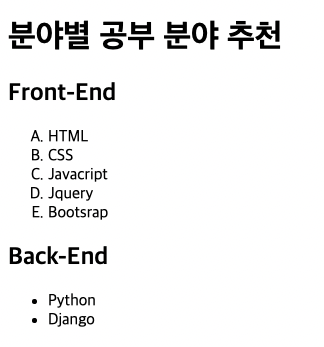 분야별 공부 분야 추천
Front-End
A. HTML
B. CSS
C. Javacript
D. Jquery
E. Bootsrap
Back-End
• Python
• Django